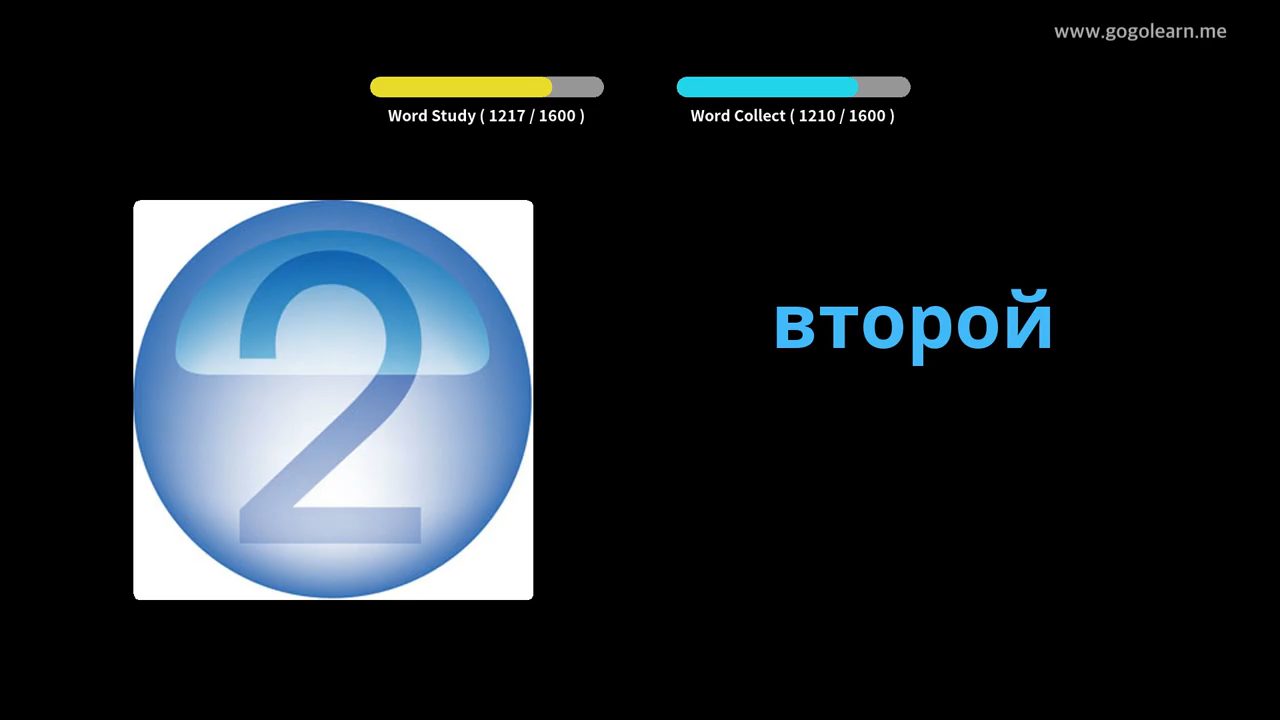 www.gogolearn.me
Word Study ( 1217 / 1600 )
Word Collect ( 1210 / 1600 )
2
второй